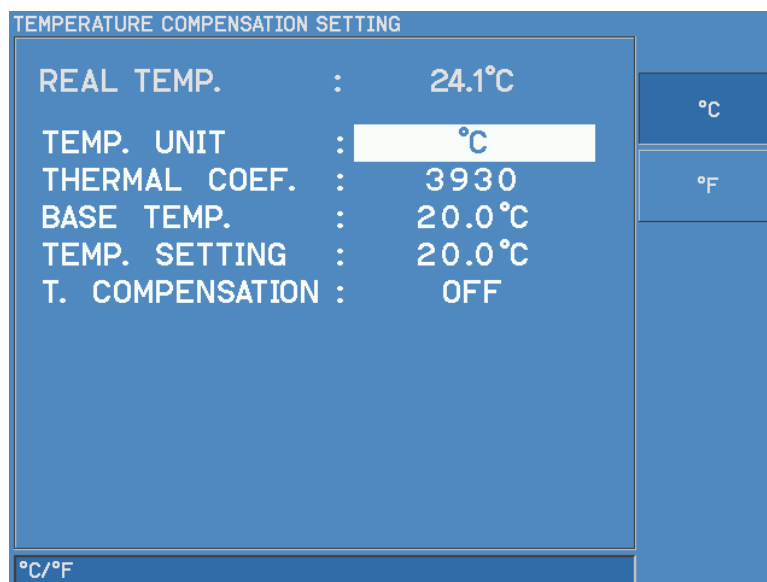 TEMPERATURE COMPENSATION SETTING
REAL TEMP. : 24.1°C
TEMP. UNIT : °C
THERMAL COEF. : 3930
BASE TEMP. : 20.0°C
TEMP. SETTING : 20.0°C
T. COMPENSATION : OFF
°C
°F
°C/°F